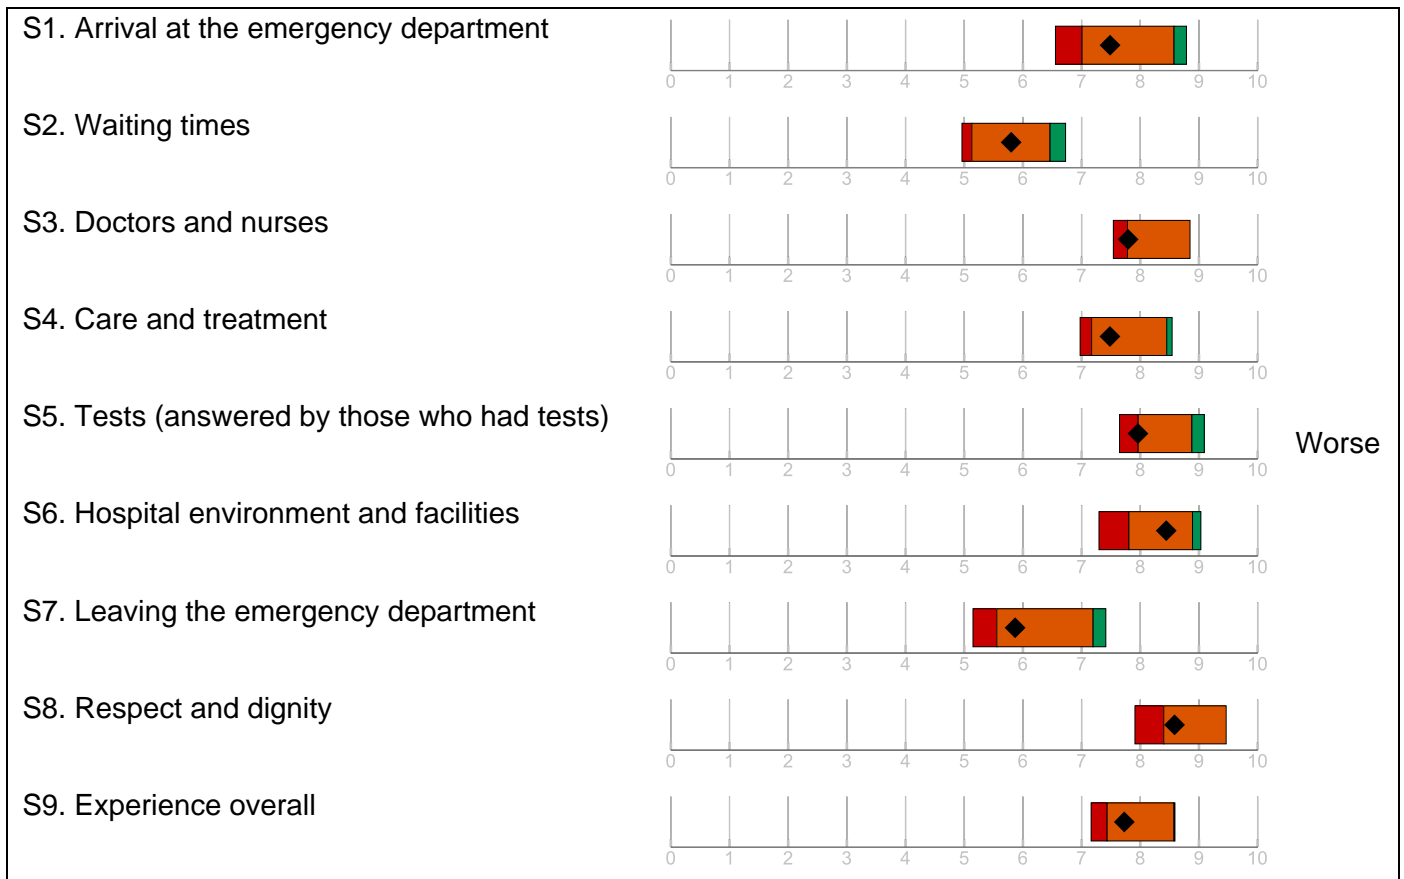 S1. Arrival at the emergency department
0 1 2 3 4 5 6 7 8 9 10
S2. Waiting times
0 1 2 3 4 5 6 7 8 9 10
S3. Doctors and nurses
0 1 2 3 4 5 6 7 8 9 10
S4. Care and treatment
0 1 2 3 4 5 6 7 8 9 10
S5. Tests (answered by those who had tests)
Worse
0 1 2 3 4 5 6 7 8 9 10
S6. Hospital environment and facilities
0 1 2 3 4 5 6 7 8 9 10
S7. Leaving the emergency department
0 1 2 3 4 5 6 7 8 9 10
S8. Respect and dignity
0 1 2 3 4 5 6 7 8 9 10
S9. Experience overall
0 1 2 3 4 5 6 7 8 9 10